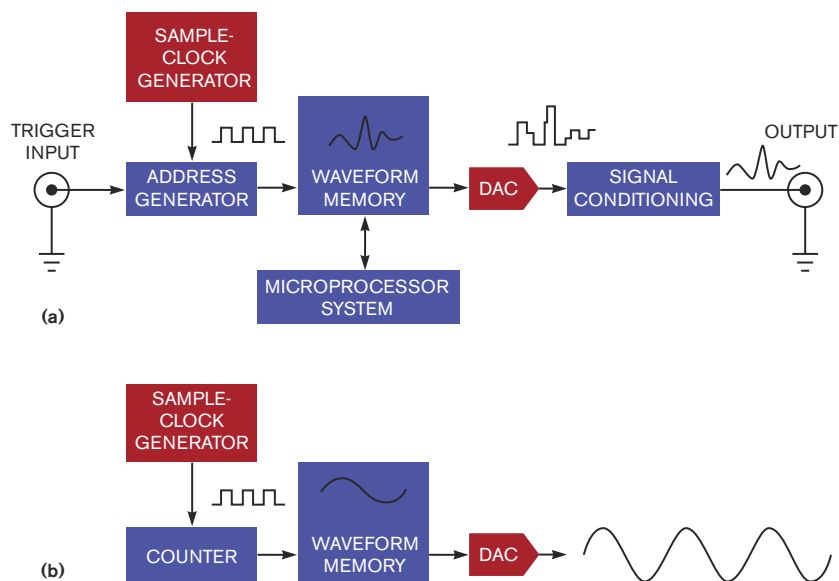 SAMPLE-
CLOCK
GENERATOR
TRIGGER
INPUT
ADDRESS
GENERATOR
WAVEFORM
MEMORY
DAC
SIGNAL
CONDITIONING
OUTPUT
MICROPROCESSOR
SYSTEM
(a)
SAMPLE-
CLOCK
GENERATOR
COUNTER
WAVEFORM
MEMORY
DAC
(b)